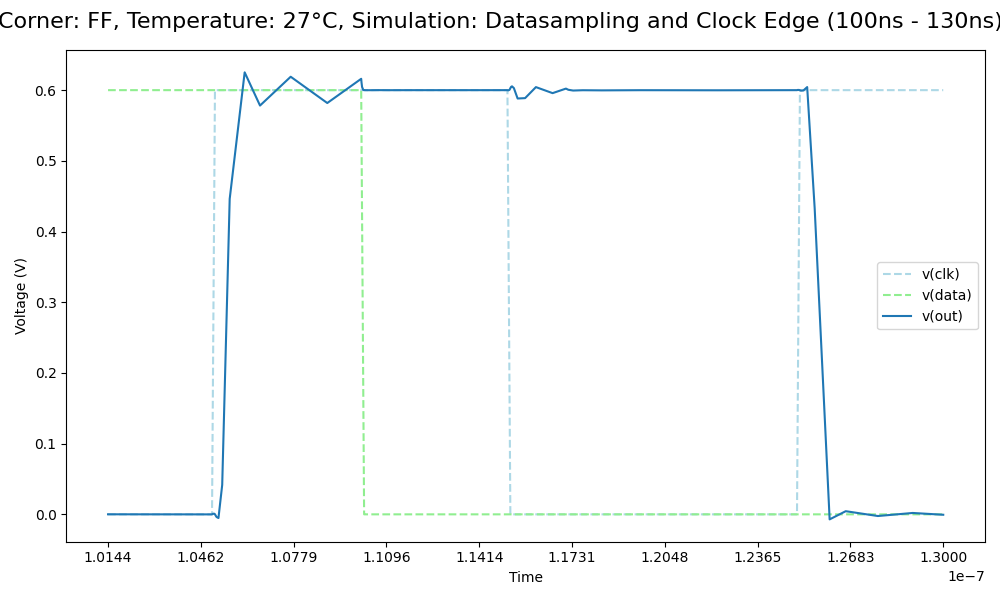 Corner: FF, Temperature: 27°C, Simulation: Datasampling and Clock Edge (100ns - 130ns)
0.6
0.5
0.4
0.3
0.2
0.1
0.0
Voltage (V)
v(clk)
v(data)
v(out)
1.0144 1.0462 1.0779 1.1096 1.1414 1.1731 1.2048 1.2365 1.2683 1.3000
1e−7
Time